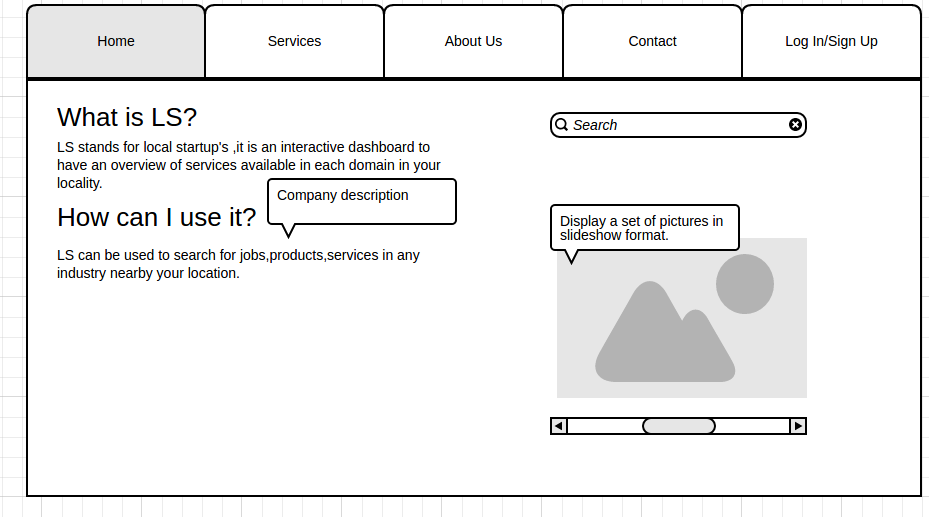 Home
Services
About Us
Contact
Log In/Sign Up
What is LS?
LS stands for local startup's ,it is an interactive dashboard to
have an overview of services available in each domain in your
locality.
Company description
How can I use it?
LS can be used to search for jobs,products,services in any
industry nearby your location.
Search
Display a set of pictures in
slideshow format.